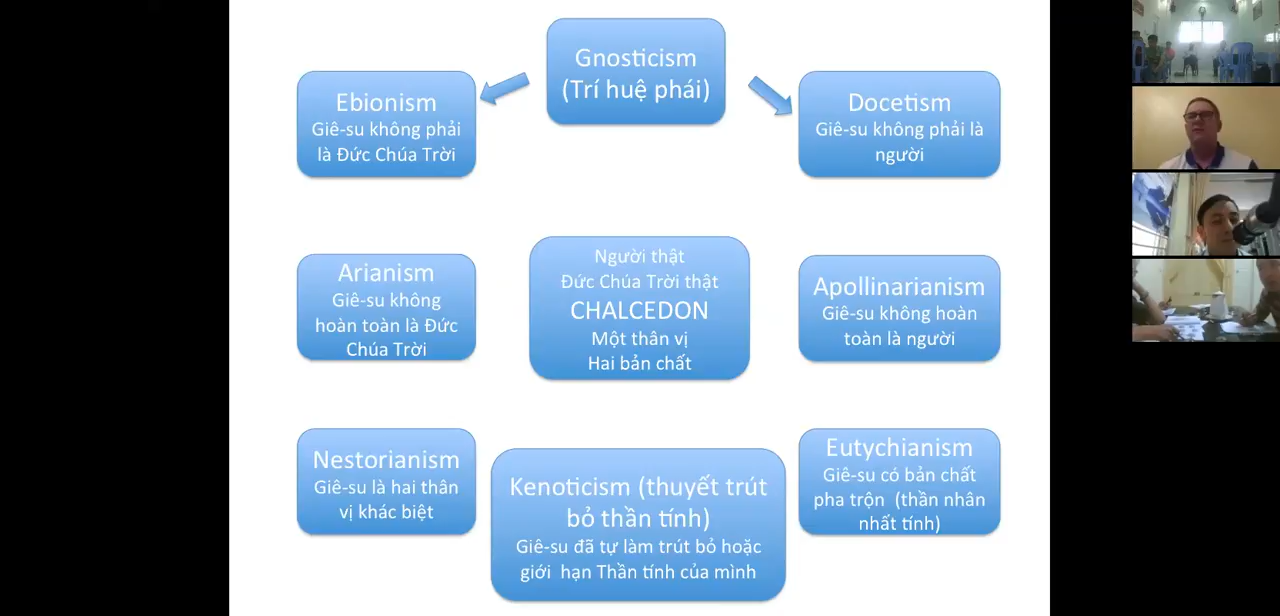 Gnosticism
(Trí huệ phái)
Ebionism
Giê-su không phải
là Đức Chúa Trời
Docetism
Giê-su không phải là
người
Arianism
Giê-su không
hoàn toàn là Đức
Chúa Trời
Người thật
Đức Chúa Trời thật
CHALCEDON
Một thân vị
Hai bản chất
Apollinarianism
Giê-su không hoàn
toàn là người
Nestorianism
Giê-su là hai thân
vị khác biệt
Kenoticism (thuyết trút
bỏ thần tính)
Giê-su đã tự làm trút bỏ hoặc
giới hạn Thần tính của mình
Eutychianism
Giê-su có bản chất
pha trộn (thần nhân
nhất tính)